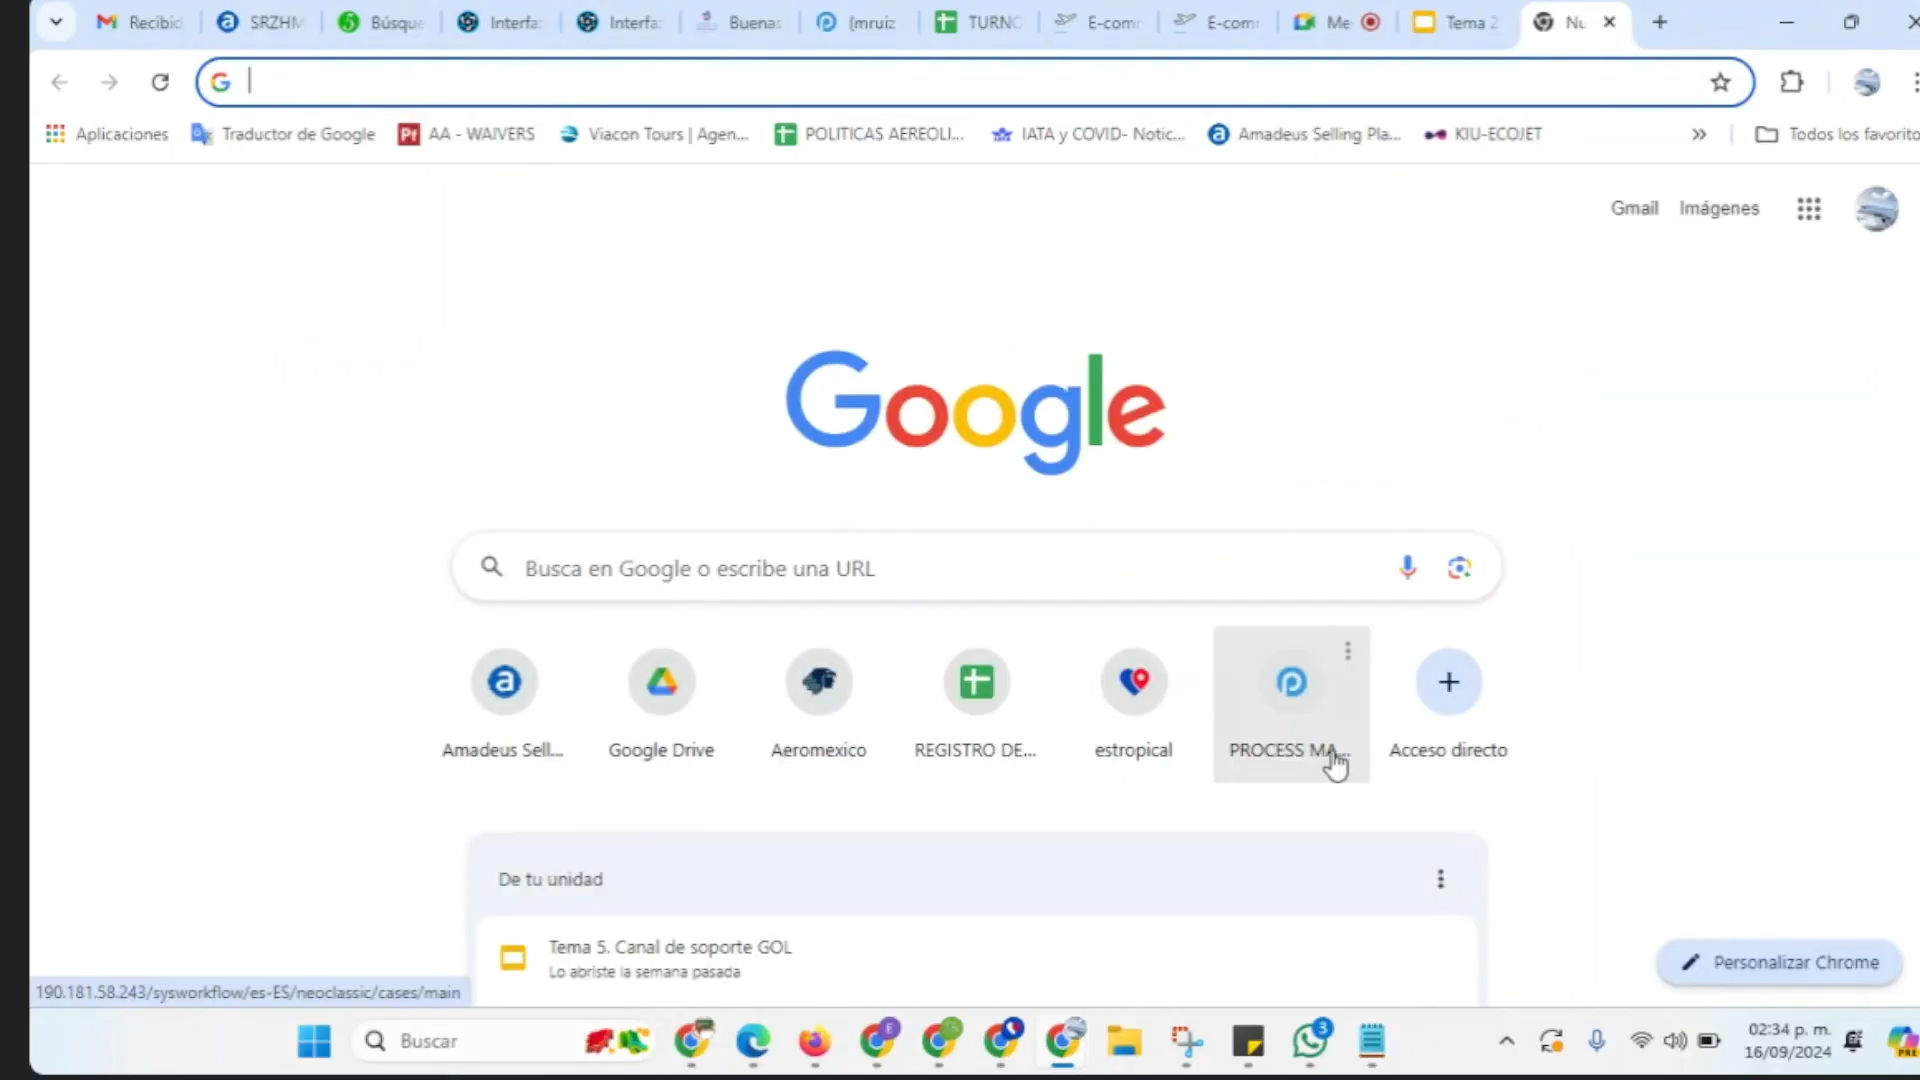 Recibid
SRZHM
Búsque
Interfa
Interfa
Buena
(mruiz
TURNO
E-com
E-com
Me
Tema 2
Nu
Aplicaciones
Traductor de Google
AA - WAIVERS
Viacon Tours | Agen...
POLITICAS AEREOLI...
IATA y COVID- Notic...
Amadeus Selling Pla...
KIU-ECOJET
Todos los favorito
Gmail
Imágenes
Google
Busca en Google o escribe una URL
Amadeus Sell...
Google Drive
Aeromexico
REGISTRO DE...
estropical
PROCESS MA...
Acceso directo
De tu unidad
Tema 5. Canal de soporte GOL
Lo abriste la semana pasada
Personalizar Chrome
190.181.58.243/sysworkflow/es-ES/neoclassic/cases/main
Buscar
3
02:34 p. m.
16/09/2024
PRE